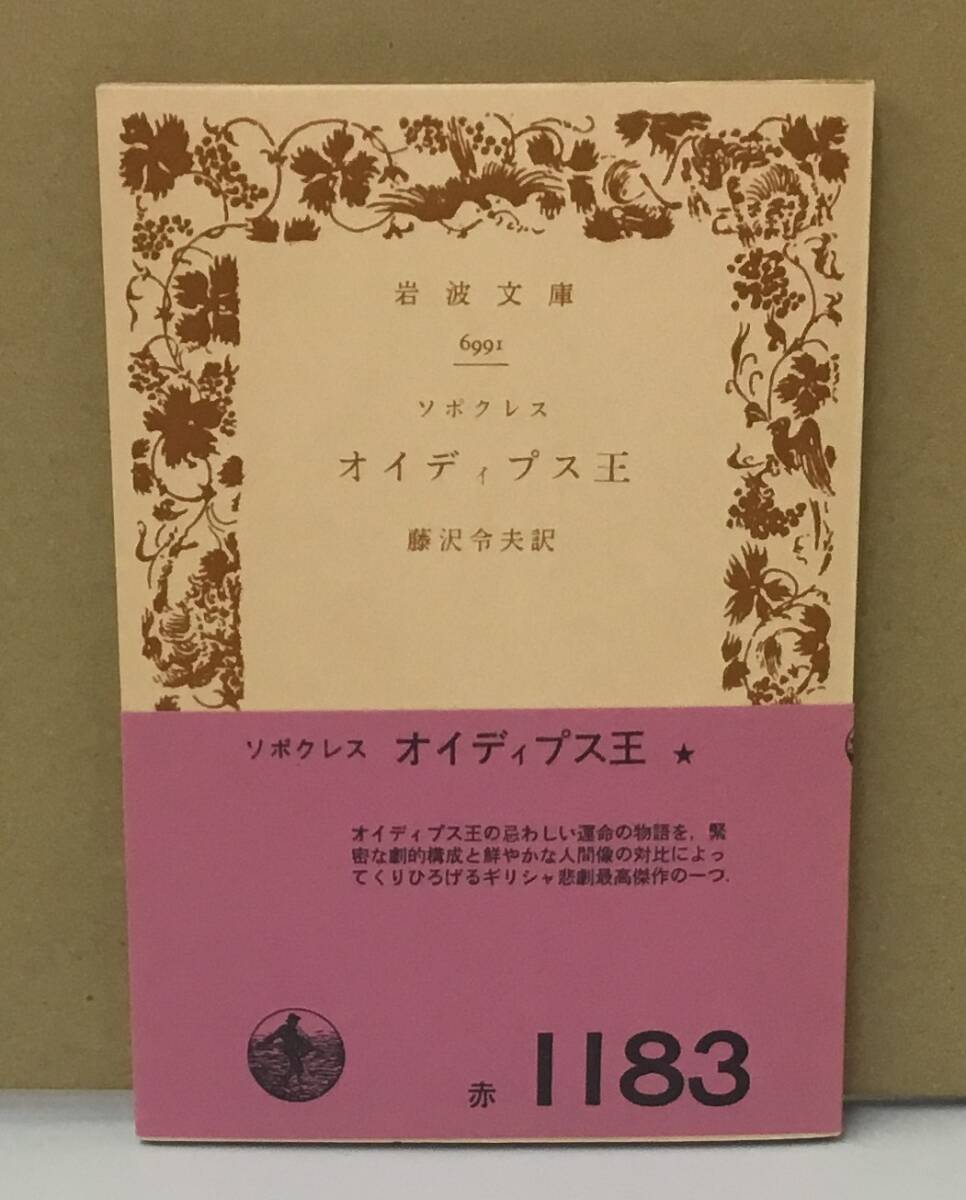 岩波文庫
6991
ソポクレス
オイディプス王
藤沢令夫訳
ソポクレス オイディプス王 ★
オイディプス王の忌わしい運命の物語を，緊
密な劇的構成と鮮やかな人間像の対比によっ
てくりひろげるギリシャ悲劇最高傑作の一つ．
赤 1183